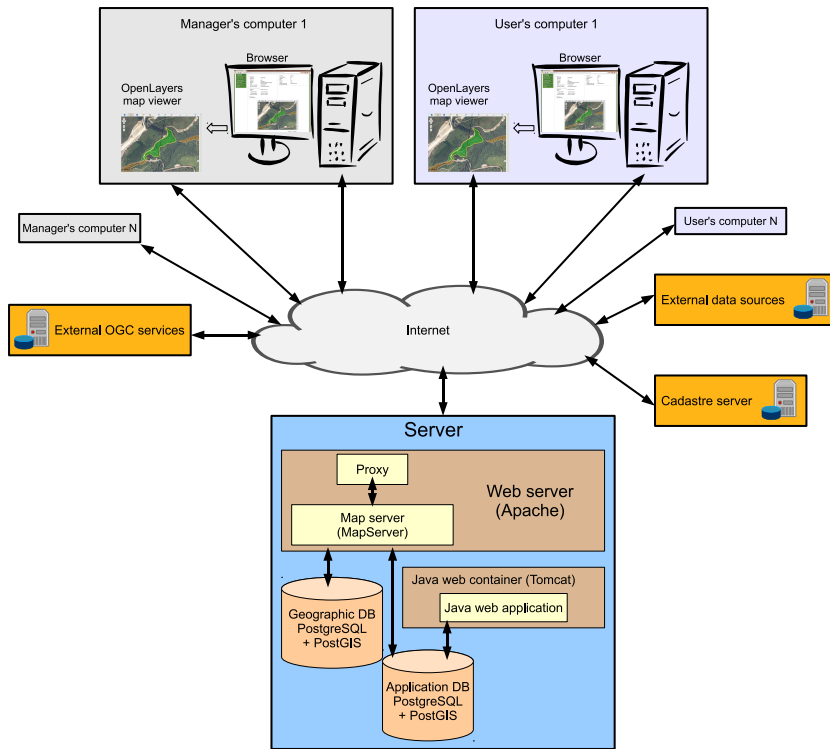 Manager's computer 1
Browser
OpenLayers
map viewer
User's computer 1
Browser
OpenLayers
map viewer
Manager's computer N
User's computer N
External OGC services
Internet
External data sources
Cadastre server
Server
Proxy
Web server
(Apache)
Map server
(MapServer)
Java web container (Tomcat)
Java web application
Geographic DB
PostgreSQL
+ PostGIS
Application DB
PostgreSQL
+ PostGIS